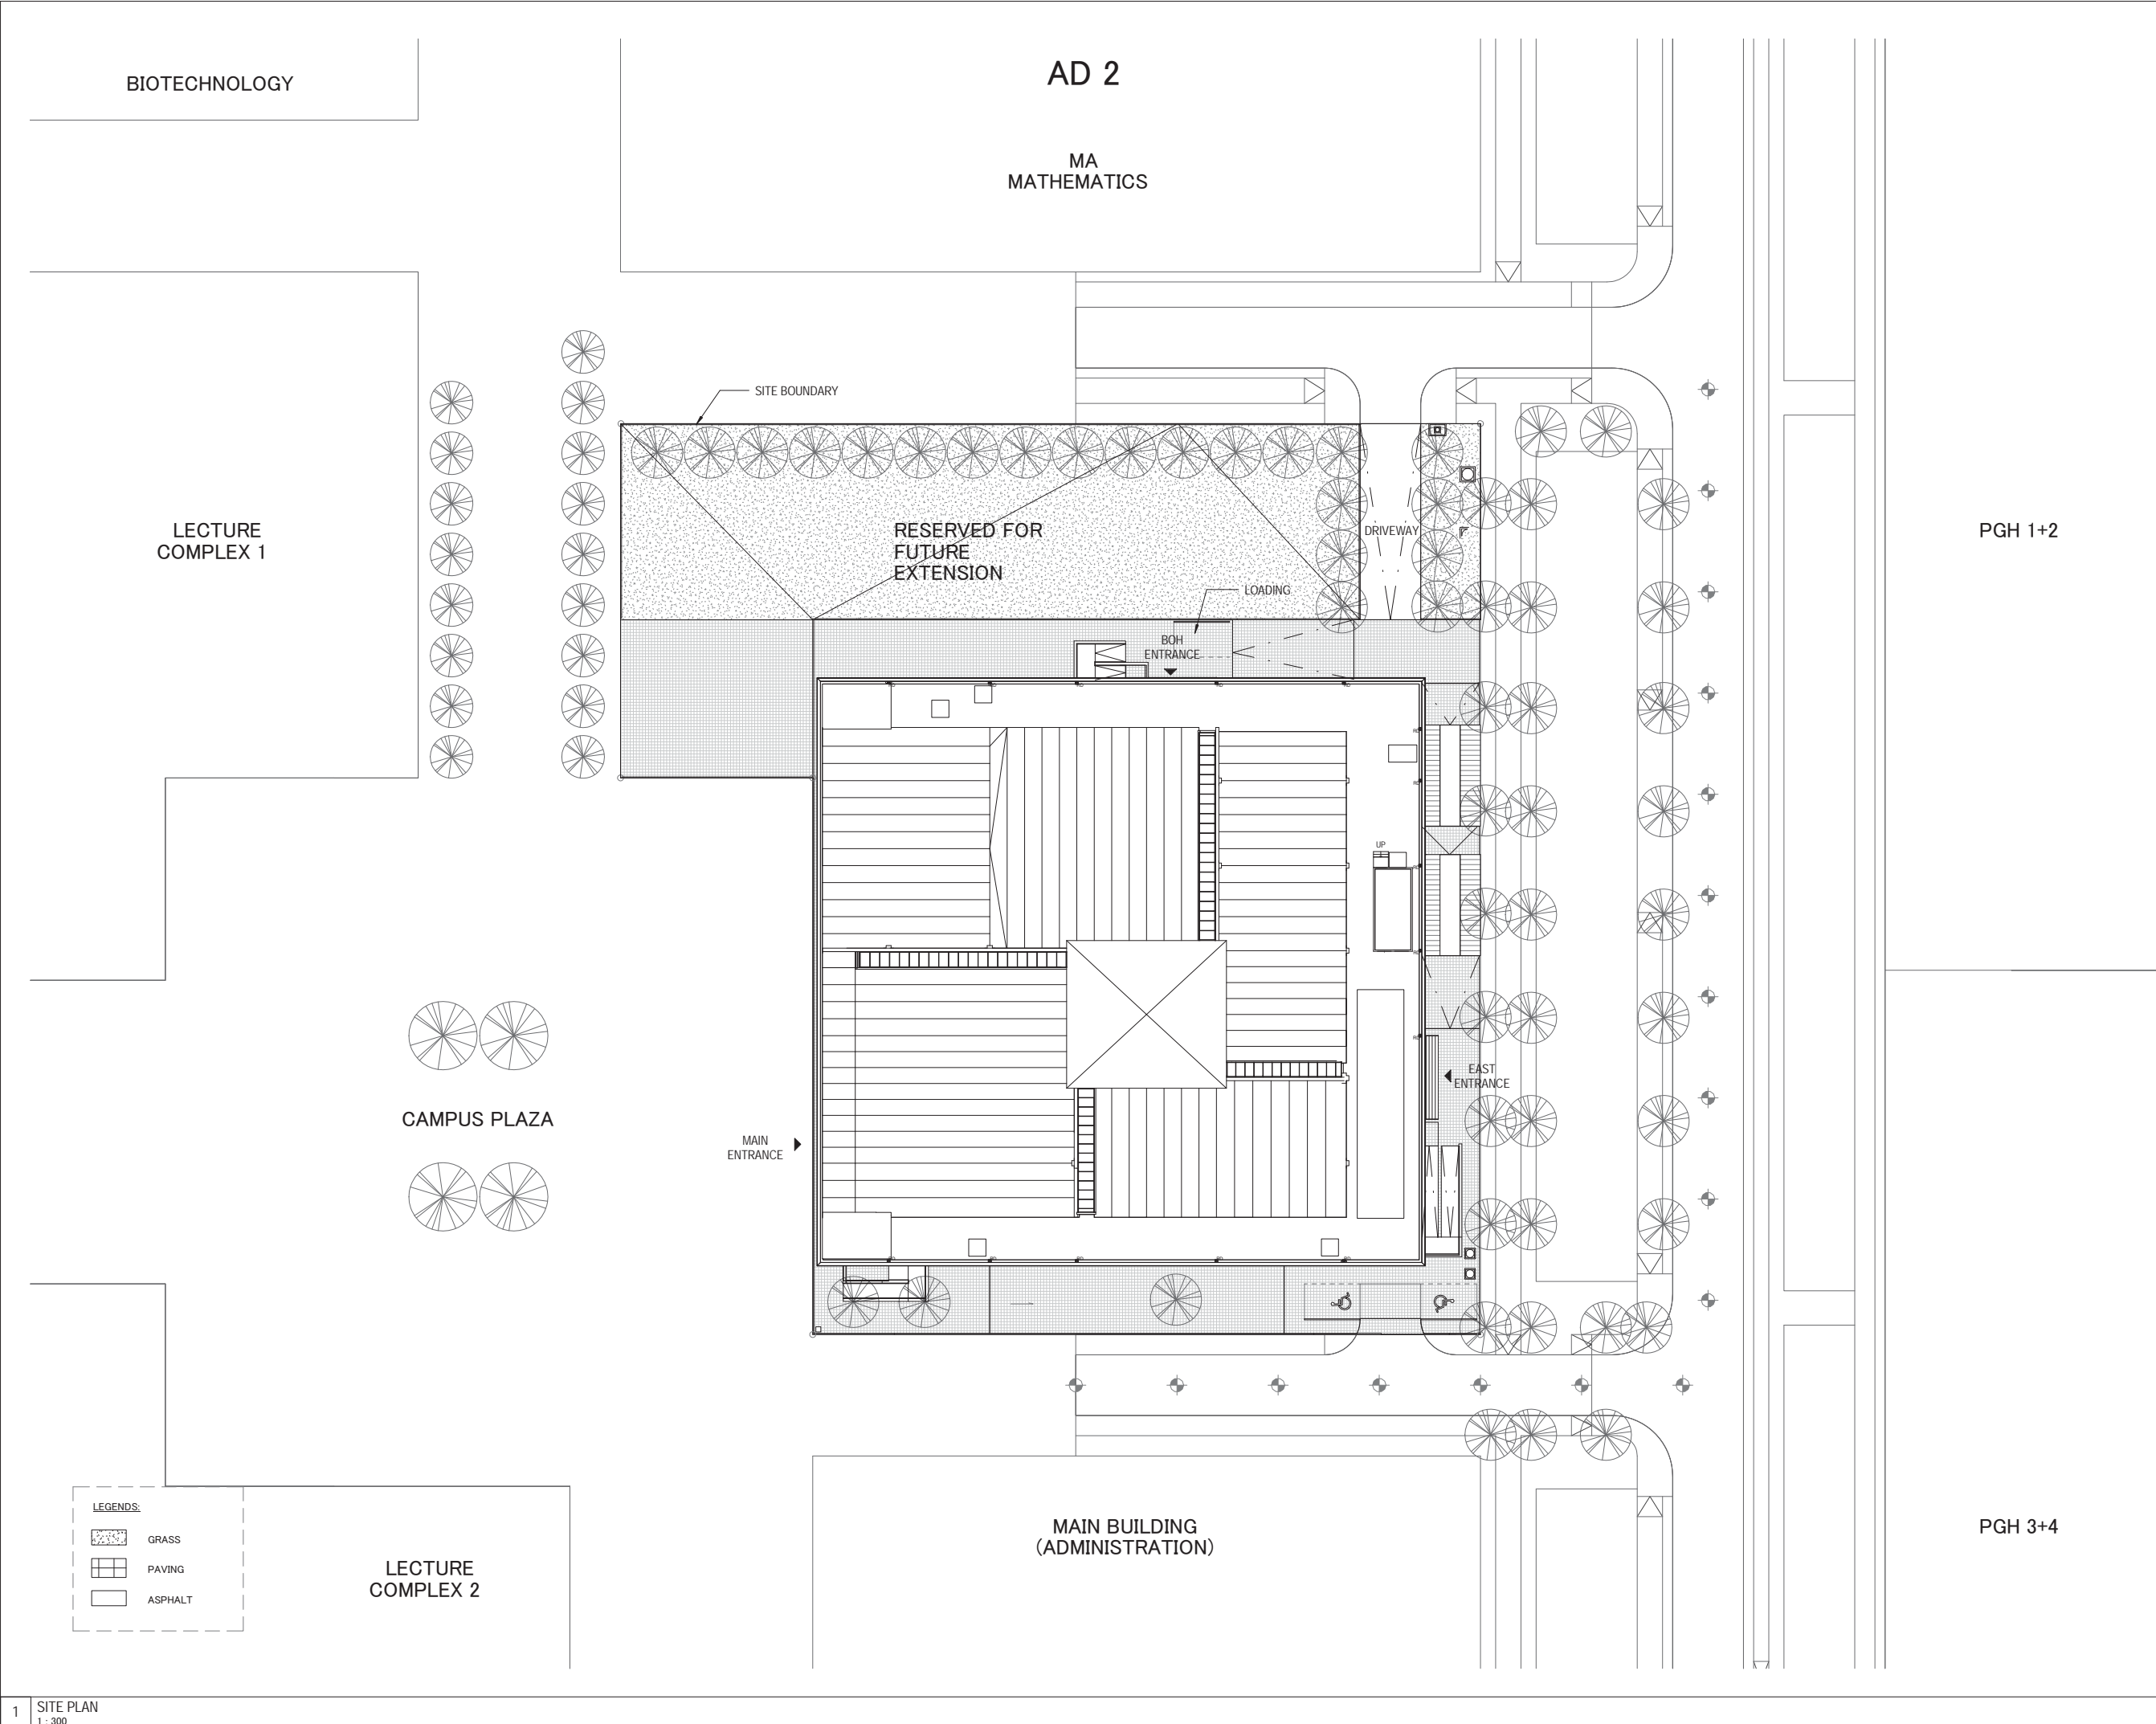 BIOTECHNOLOGY
AD 2
MA
MATHEMATICS
SITE BOUNDARY
LECTURE
COMPLEX 1
RESERVED FOR
FUTURE
EXTENSION
DRIVEWAY
PGH 1+2
LOADING
BOH
ENTRANCE
UP
EAST
ENTRANCE
CAMPUS PLAZA
MAIN
ENTRANCE
LEGENDS:
GRASS
PAVING
ASPHALT
LECTURE
COMPLEX 2
MAIN BUILDING
(ADMINISTRATION)
PGH 3+4
1
SITE PLAN
1 : 300